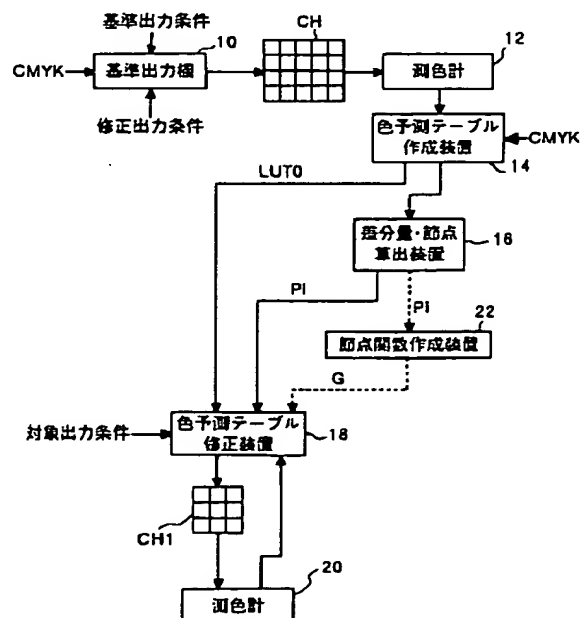 基準出力条件
10
CH
12
CMYK
基準出力機
測色計
修正出力条件
色予測テーブル
作成装置
CMYK
14
LUT0
差分量・節点
算出装置
16
PI
PI
22
節点関数作成装置
G
対象出力条件
色予測テーブル
修正装置
18
CH1
20
測色計